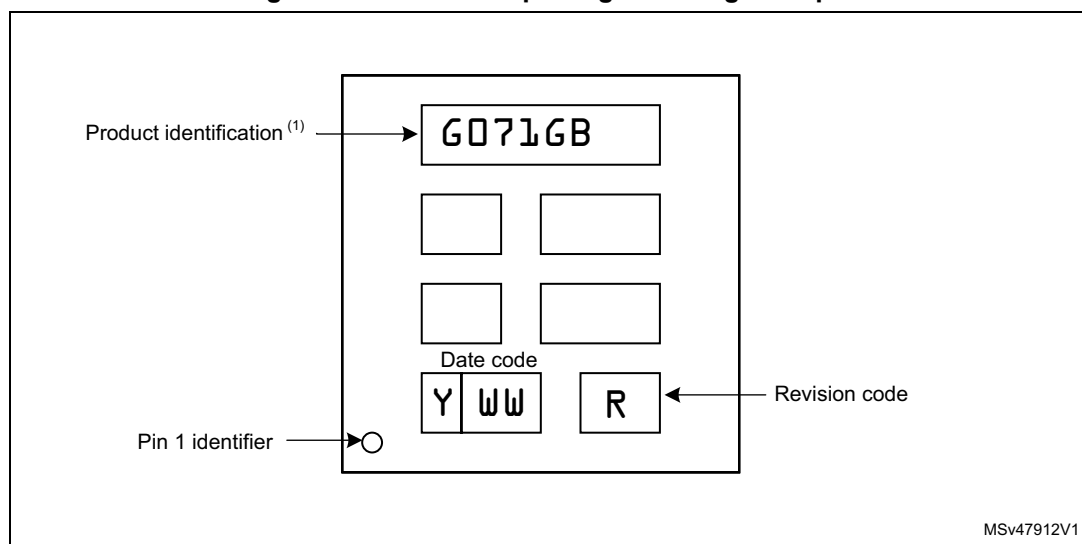 Product identification (1)
G071GB
Date code
Y WW
R
Revision code
Pin 1 identifier
MSv47912V1